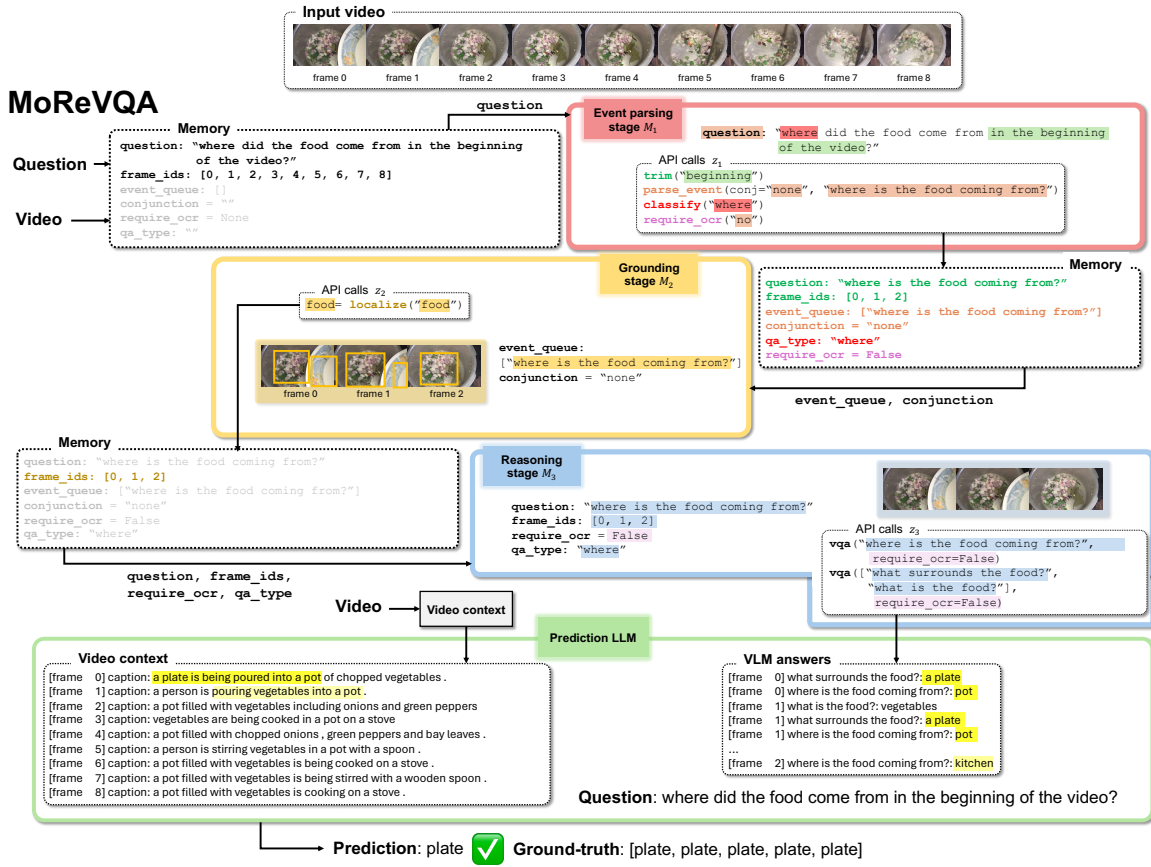 Input video
frame 0 frame 1 frame 2 frame 3 frame 4 frame 5 frame 6 frame 7 frame 8
MoReVQA
question
Memory
Question
Video
question: “where did the food come from in the beginning
of the video?”
frame_ids: [0, 1, 2, 3, 4, 5, 6, 7, 8]
event_queue: []
conjunction = “”
require_ocr = None
qa_type: “”
Event parsing
stage M₁
question: “where did the food come from in the beginning
of the video?”
API calls z₁
trim(“beginning”)
parse_event(conj=“none”, “where is the food coming from?”)
classify(“where”)
require_ocr(“no”)
Memory
question: “where is the food coming from?”
frame_ids: [0, 1, 2]
event_queue: [“where is the food coming from?”]
conjunction = “none”
qa_type: “where”
require_ocr = False
event_queue, conjunction
Grounding
stage M₂
API calls z₂
food= localize(”food”)
frame 0 frame 1 frame 2
event_queue:
[“where is the food coming from?”]
conjunction = “none”
Memory
question: “where is the food coming from?”
frame_ids: [0, 1, 2]
event_queue: [“where is the food coming from?”]
conjunction = “none”
require_ocr = False
qa_type: “where”
question, frame_ids,
require_ocr, qa_type
Reasoning
stage M₃
question: “where is the food coming from?”
frame_ids: [0, 1, 2]
require_ocr = False
qa_type: “where”
API calls z₃
vqa(“where is the food coming from?”,
require_ocr=False)
vqa([“what surrounds the food?”,
“what is the food?”],
require_ocr=False)
Video
Video context
Prediction LLM
Video context
[frame 0] caption: a plate is being poured into a pot of chopped vegetables .
[frame 1] caption: a person is pouring vegetables into a pot .
[frame 2] caption: a pot filled with vegetables including onions and green peppers
[frame 3] caption: vegetables are being cooked in a pot on a stove
[frame 4] caption: a pot filled with chopped onions , green peppers and bay leaves .
[frame 5] caption: a person is stirring vegetables in a pot with a spoon .
[frame 6] caption: a pot filled with vegetables is being cooked on a stove .
[frame 7] caption: a pot filled with vegetables is being stirred with a wooden spoon .
[frame 8] caption: a pot filled with vegetables is cooking on a stove .
VLM answers
[frame 0] what surrounds the food?: a plate
[frame 0] where is the food coming from?: pot
[frame 1] what is the food?: vegetables
[frame 1] what surrounds the food?: a plate
[frame 1] where is the food coming from?: pot
...
[frame 2] where is the food coming from?: kitchen
Question: where did the food come from in the beginning of the video?
Prediction: plate ✅ Ground-truth: [plate, plate, plate, plate, plate]